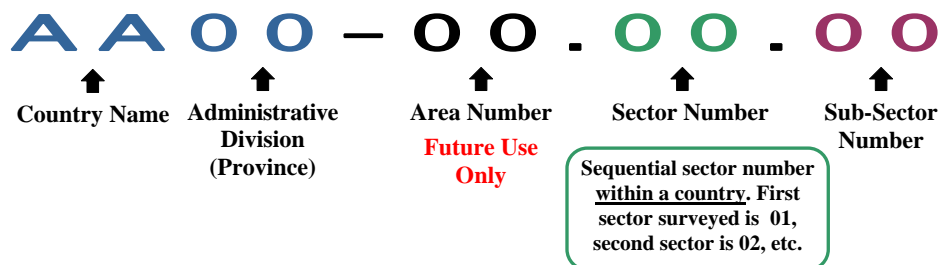 AA00–00.00.00
Country Name
Administrative
Division
(Province)
Area Number
Future Use
Only
Sector Number
Sequential sector number
within a country. First
sector surveyed is 01,
second sector is 02, etc.
Sub-Sector
Number